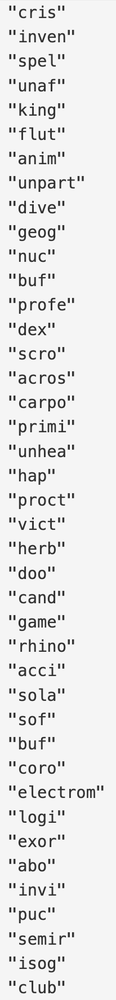 "cris"
"inven"
"spel"
"unaf"
"king"
"flut"
"anim"
"unpart"
"dive"
"geog"
"nuc"
"buf"
"profe"
"dex"
"scro"
"acros"
"carpo"
"primi"
"unhea"
"hap"
"proct"
"vict"
"herb"
"doo"
"cand"
"game"
"rhino"
"acci"
"sola"
"sof"
"buf"
"coro"
"electrom"
"logi"
"exor"
"abo"
"invi"
"puc"
"semir"
"isog"
"club"